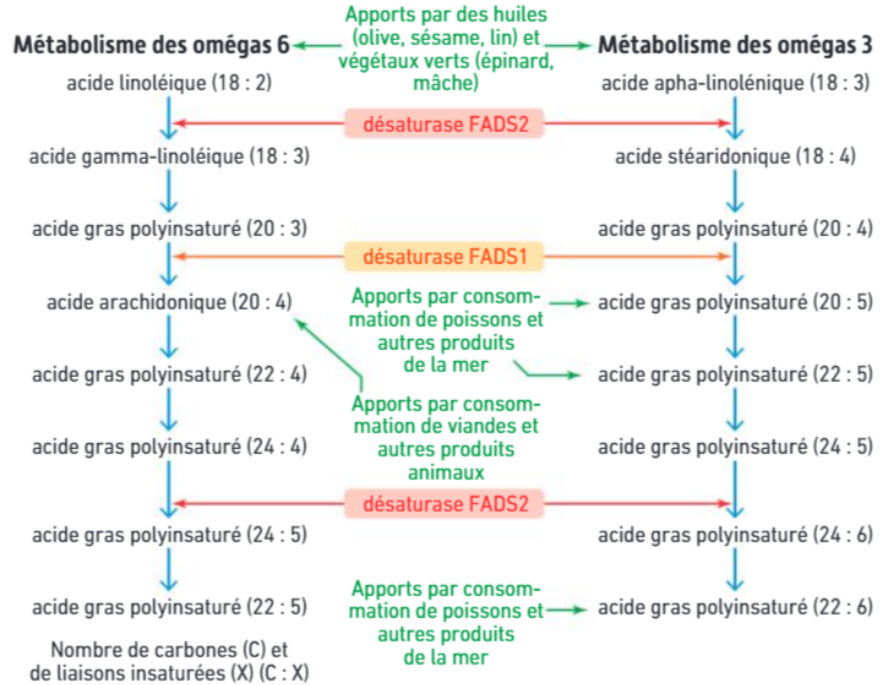 Apports par des huiles
(olive, sésame, lin) et
végétaux verts (épinard,
mâche)
Métabolisme des omégas 6
Métabolisme des omégas 3
acide linoléique (18 : 2)
acide apha-linolénique (18 : 3)
désaturase FADS2
acide gamma-linoléique (18 : 3)
acide stéaridonique (18 : 4)
acide gras polyinsaturé (20 : 3)
acide gras polyinsaturé (20 : 4)
désaturase FADS1
acide arachidonique (20 : 4)
Apports par consom-
mation de poissons et
autres produits
de la mer
acide gras polyinsaturé (20 : 5)
acide gras polyinsaturé (22 : 4)
acide gras polyinsaturé (22 : 5)
Apports par consom-
mation de viandes et
autres produits
animaux
acide gras polyinsaturé (24 : 4)
acide gras polyinsaturé (24 : 5)
désaturase FADS2
acide gras polyinsaturé (24 : 5)
acide gras polyinsaturé (24 : 6)
acide gras polyinsaturé (22 : 5)
Apports par consom-
mation de poissons et
autres produits
de la mer
acide gras polyinsaturé (22 : 6)
Nombre de carbones (C) et
de liaisons insaturées (X) (C : X)